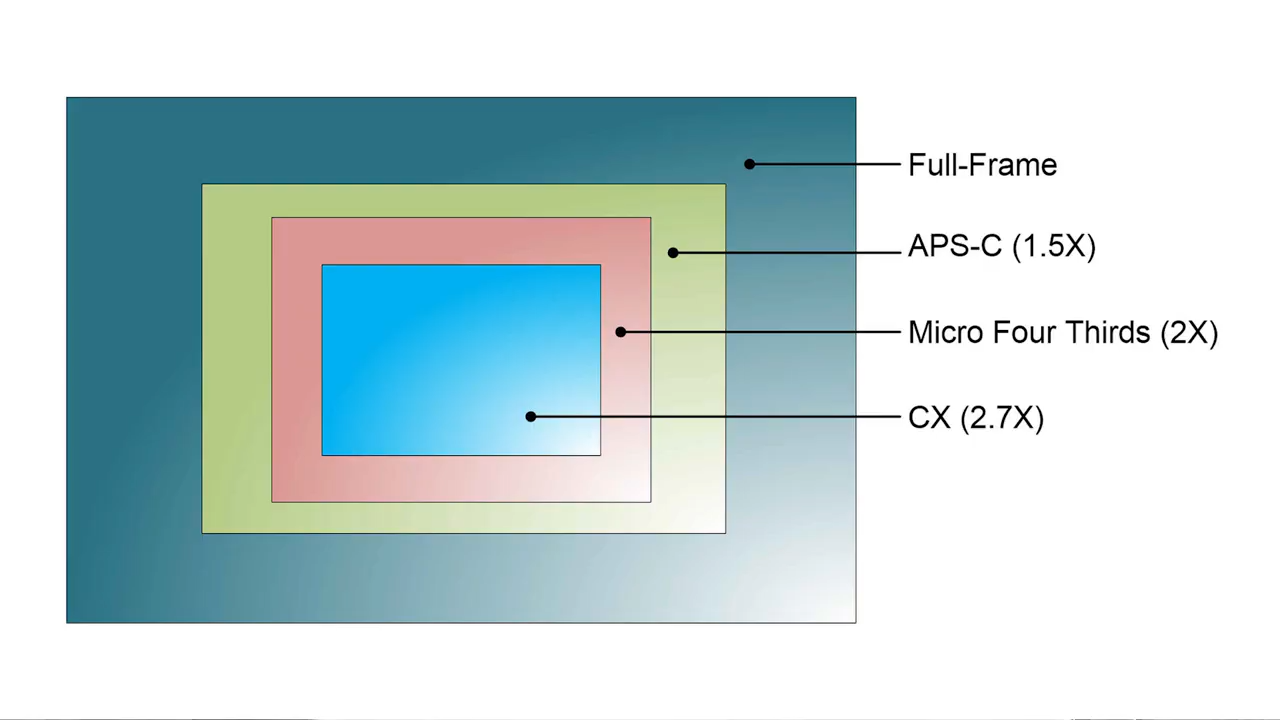 Full-Frame
APS-C (1.5X)
Micro Four Thirds (2X)
CX (2.7X)